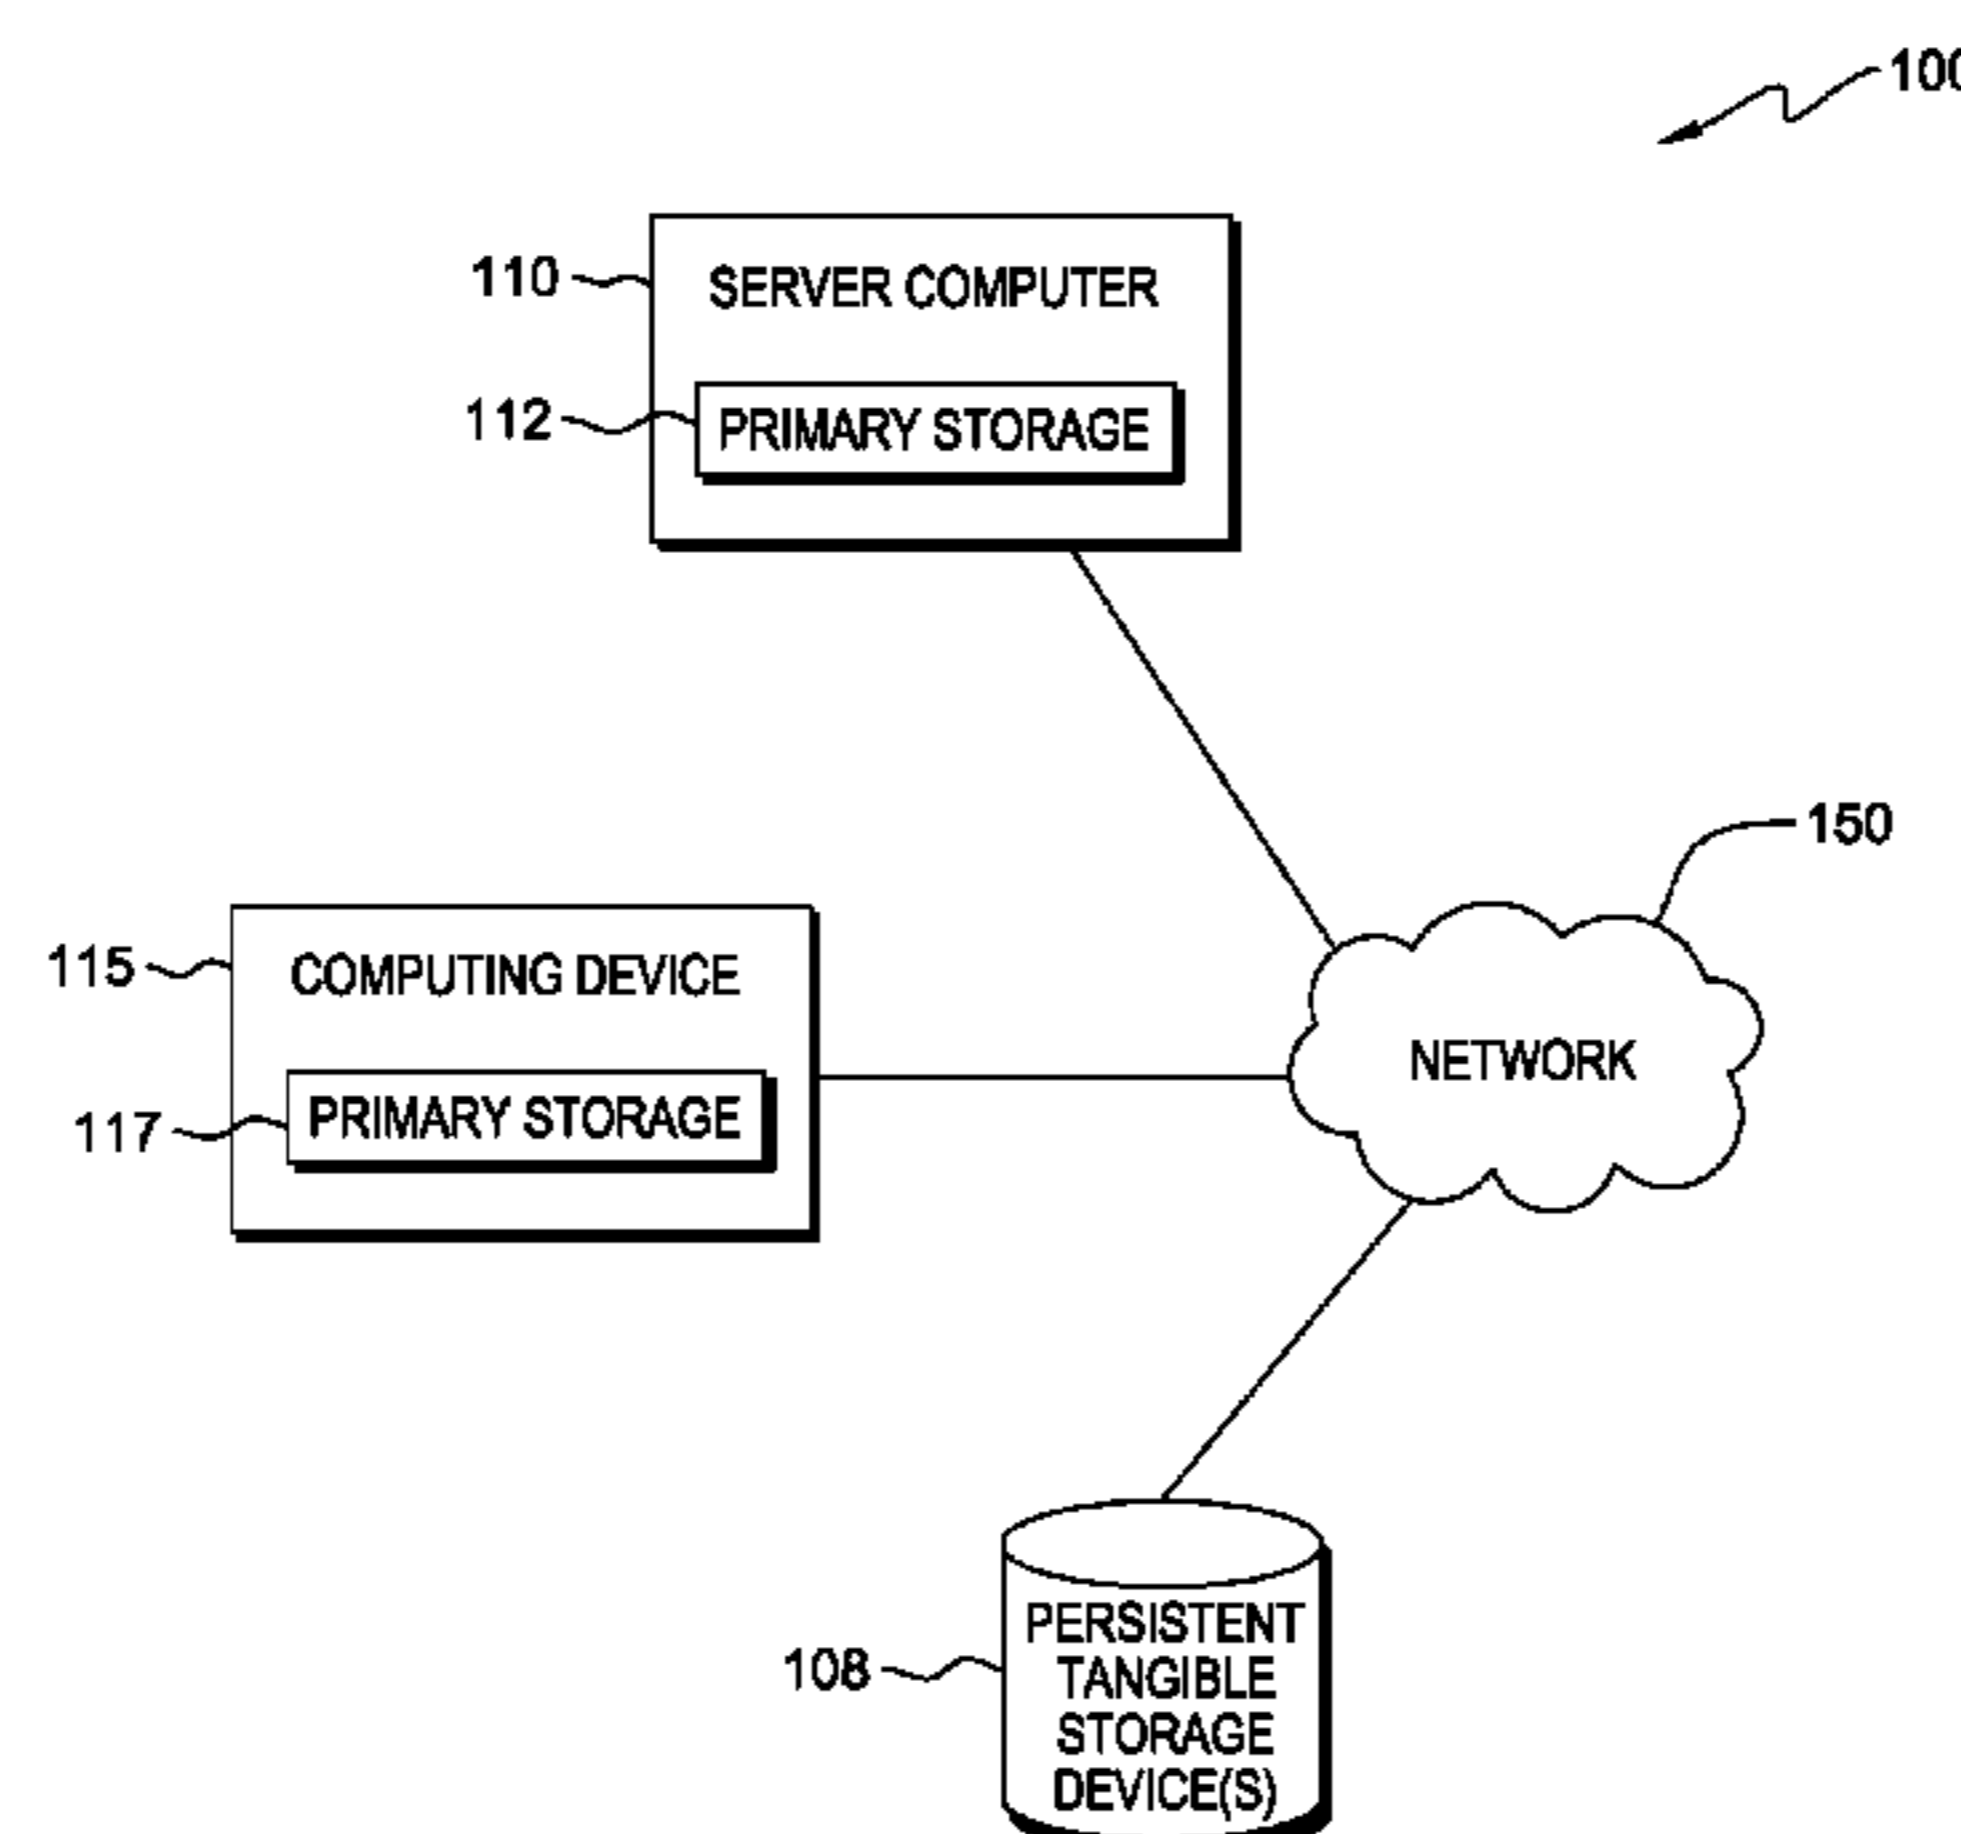 100
110
SERVER COMPUTER
112
PRIMARY STORAGE
150
115
COMPUTING DEVICE
NETWORK
117
PRIMARY STORAGE
108
PERSISTENT
TANGIBLE
STORAGE
DEVICE(S)